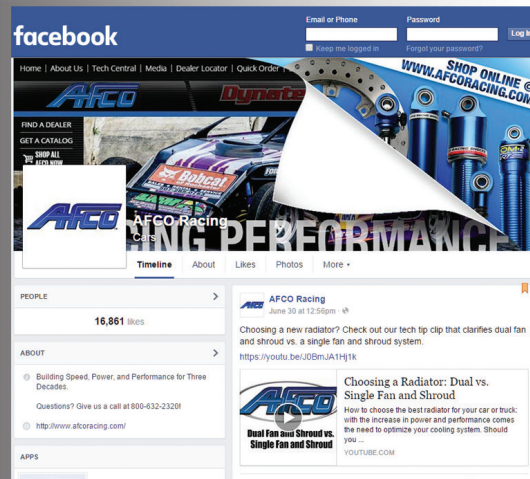 facebook
Email or Phone
Password
Keep me logged in
Forgot your password?
Log In
Home | About Us | Tech Central | Media | Dealer Locator | Quick Order
SHOP ONLINE @
WWW.AFCORACING.COM
AFCO
FIND A DEALER
GET A CATALOG
SHOP ALL
AFCO NOW
Bobcat
AFCO
AFCO Racing
Cars
ING PERFORMANCE
Timeline
About
Likes
Photos
More
PEOPLE
16,861 likes
ABOUT
Building Speed, Power, and Performance for Three
Decades.
Questions? Give us a call at 800-632-2320!
http://www.afcoracing.com/
APPS
AFCO
AFCO Racing
June 30 at 12:56pm ·
Choosing a new radiator? Check out our tech tip clip that clarifies dual fan
and shroud vs. a single fan and shroud system.
https://youtu.be/J0BmJA1Hj1k
AFCO
Dual Fan and Shroud vs.
Single Fan and Shroud
Choosing a Radiator: Dual vs.
Single Fan and Shroud
How to choose the best radiator for your car or truck:
with the increase in power and performance comes
the need to optimize your cooling system. Should
you ...
YOUTUBE.COM